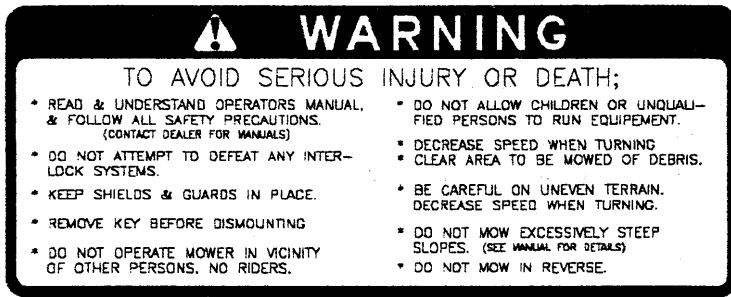 WARNING
TO AVOID SERIOUS INJURY OR DEATH;
* READ & UNDERSTAND OPERATORS MANUAL,
& FOLLOW ALL SAFETY PRECAUTIONS.
(CONTACT DEALER FOR MANUALS)
* DO NOT ATTEMPT TO DEFEAT ANY INTER-
LOCK SYSTEMS.
* KEEP SHIELDS & GUARDS IN PLACE.
* REMOVE KEY BEFORE DISMOUNTING
* DO NOT OPERATE MOWER IN VICINITY
OF OTHER PERSONS. NO RIDERS.
* DO NOT ALLOW CHILDREN OR UNQUALI-
FIED PERSONS TO RUN EQUIPEMENT.
* DECREASE SPEED WHEN TURNING
* CLEAR AREA TO BE MOWED OF DEBRIS.
* BE CAREFUL ON UNEVEN TERRAIN.
DECREASE SPEED WHEN TURNING.
* DO NOT MOW EXCESSIVELY STEEP
SLOPES. (SEE MANUAL FOR DETAILS)
* DO NOT MOW IN REVERSE.